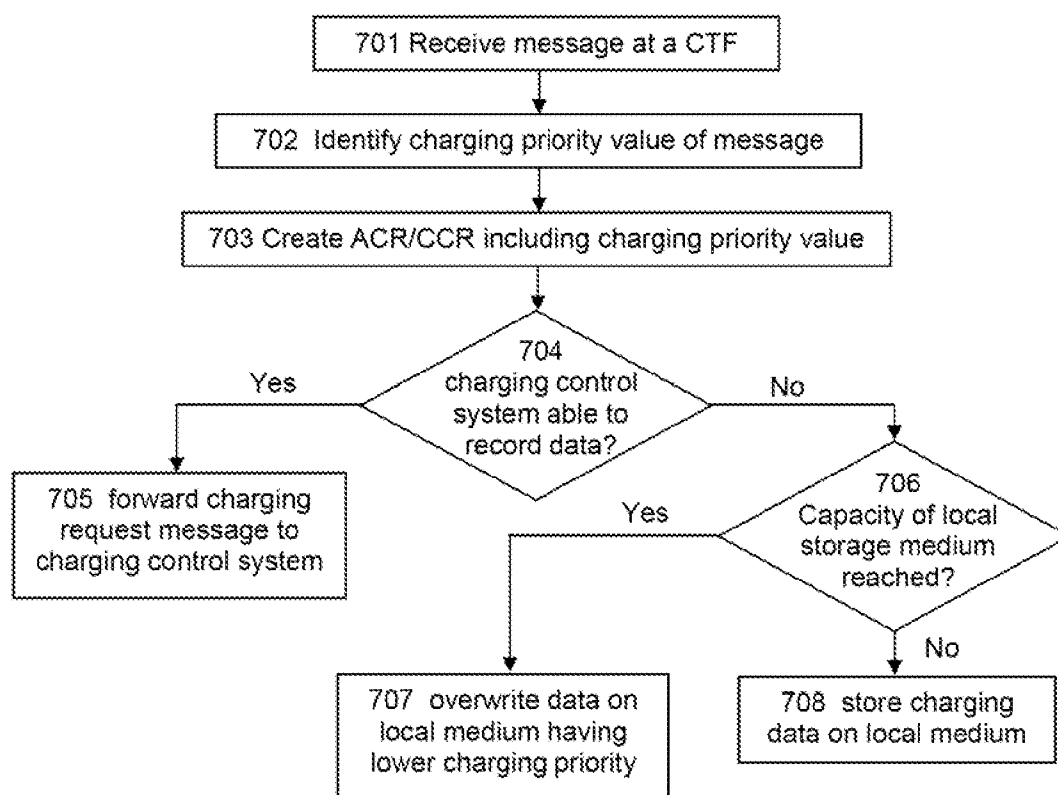 701 Receive message at a CTF
702 Identify charging priority value of message
703 Create ACR/CCR including charging priority value
704
charging control
system able to
record data?
Yes
No
705 forward charging
request message to
charging control system
706
Capacity of local
storage medium
reached?
Yes
No
707 overwrite data on
local medium having
lower charging priority
708 store charging
data on local medium